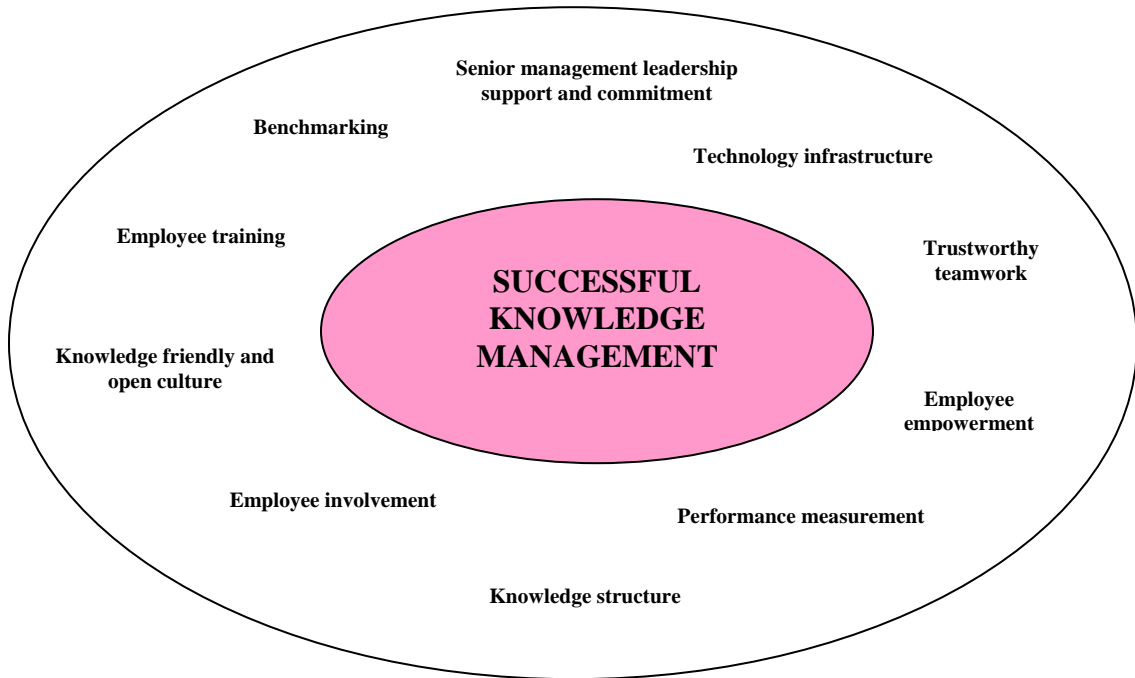 Senior management leadership
support and commitment
Benchmarking
Technology infrastructure
Employee training
Trustworthy
teamwork
SUCCESSFUL
KNOWLEDGE
MANAGEMENT
Knowledge friendly and
open culture
Employee
empowerment
Employee involvement
Performance measurement
Knowledge structure